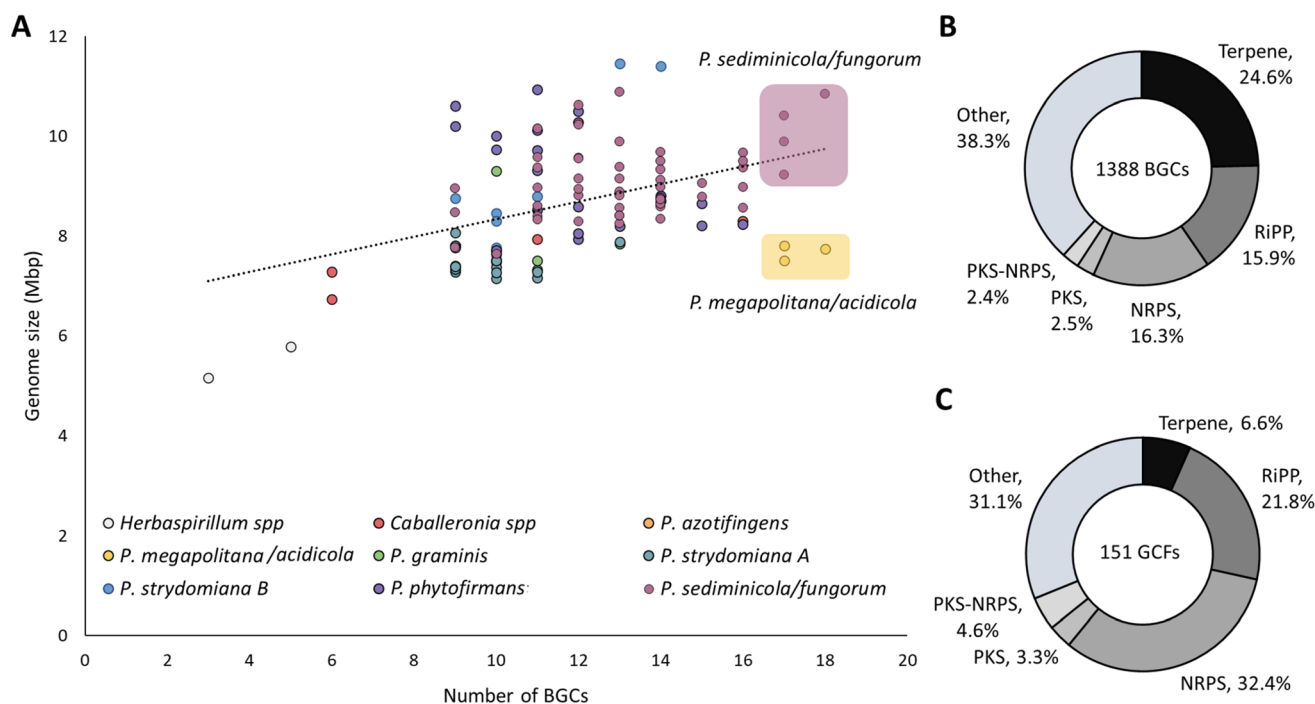 A
12
10
8
6
4
2
0
Genome size (Mbp)
0 2 4 6 8 10 12 14 16 18 20
Number of BGCs
P. sediminicola/fungorum
P. megapolitana/acidicola
Herbaspirillum spp
Caballeronia spp
P. azotifingens
P. megapolitana/acidicola
P. graminis
P. strydomiana A
P. strydomiana B
P. phytofirmans
P. sediminicola/fungorum
B
Terpene,
24.6%
Other,
38.3%
1388 BGCs
RiPP,
15.9%
PKS-NRPS,
2.4%
PKS,
2.5%
NRPS,
16.3%
C
Terpene, 6.6%
Other,
31.1%
RiPP,
21.8%
151 GCFs
PKS-NRPS,
4.6%
PKS, 3.3%
NRPS, 32.4%